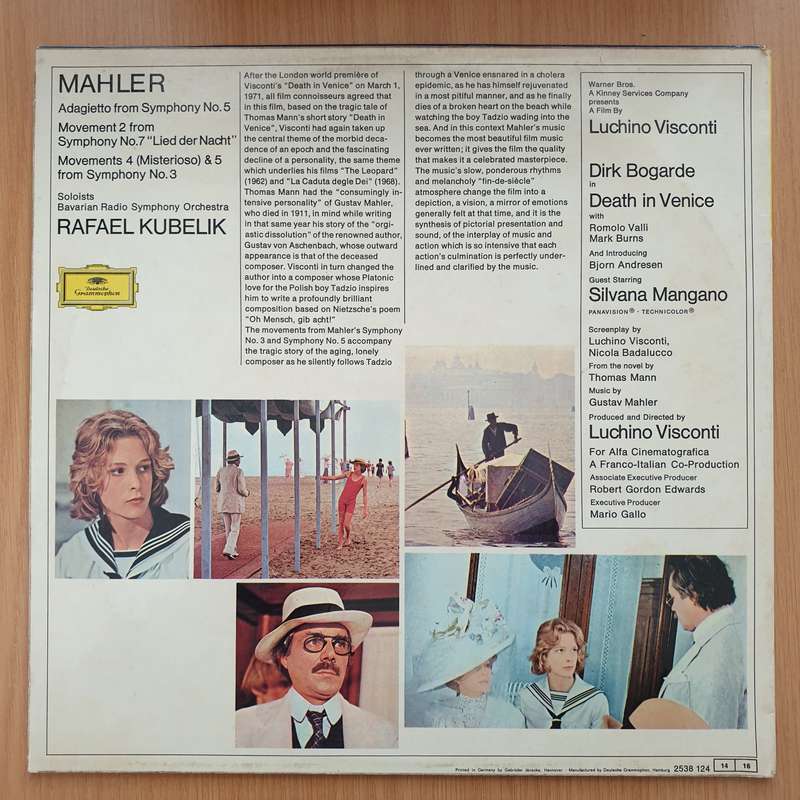 MAHLER
Adagietto from Symphony No. 5
Movement 2 from
Symphony No. 7 "Lied der Nacht"
Movements 4 (Misterioso) & 5
from Symphony No. 3
Soloists
Bavarian Radio Symphony Orchestra
RAFAEL KUBELIK
Deutsche
Grammophon
After the London world première of
Visconti's "Death in Venice" on March 1,
1971, all film connoisseurs agreed that
in this film, based on the tragic tale of
Thomas Mann's short story "Death in
Venice", Visconti had again taken up
the central theme of the morbid deca-
dence of an epoch and the fascinating
decline of a personality, the same theme
which underlies his films "The Leopard"
(1962) and "La Caduta degle Dei" (1968).
Thomas Mann had the "consumingly in-
tensive personality" of Gustav Mahler,
who died in 1911, in mind while writing
in that same year his story of the "orgi-
astic dissolution" of the renowned author,
Gustav von Aschenbach, whose outward
appearance is that of the deceased
composer. Visconti in turn changed the
author into a composer whose Platonic
love for the Polish boy Tadzio inspires
him to write a profoundly brilliant
composition based on Nietzsche's poem
"Oh Mensch, gib acht!"
The movements from Mahler's Symphony
No. 3 and Symphony No. 5 accompany
the tragic story of the aging, lonely
composer as he silently follows Tadzio
through a Venice ensnared in a cholera
epidemic, as he has himself rejuvenated
in a most pitiful manner, and as he finally
dies of a broken heart on the beach while
watching the boy Tadzio wading into the
sea. And in this context Mahler's music
becomes the most beautiful film music
ever written; it gives the film the quality
that makes it a celebrated masterpiece.
The music's slow, ponderous rhythms
and melancholy "fin-de-siècle"
atmosphere change the film into a
depiction, a vision, a mirror of emotions
generally felt at that time, and it is the
synthesis of pictorial presentation and
sound, of the interplay of music and
action which is so intensive that each
action's culmination is perfectly under-
lined and clarified by the music.
Warner Bros.
A Kinney Services Company
presents
A Film By
Luchino Visconti
Dirk Bogarde
in
Death in Venice
with
Romolo Valli
Mark Burns
And Introducing
Bjorn Andresen
Guest Starring
Silvana Mangano
PANAVISION® · TECHNICOLOR®
Screenplay by
Luchino Visconti,
Nicola Badalucco
From the novel by
Thomas Mann
Music by
Gustav Mahler
Produced and Directed by
Luchino Visconti
For Alfa Cinematografica
A Franco-Italian Co-Production
Associate Executive Producer
Robert Gordon Edwards
Executive Producer
Mario Gallo
Printed in Germany by Gebrüder Jänecke, Hannover · Manufactured by Deutsche Grammophon, Hamburg 2538 124 14 16